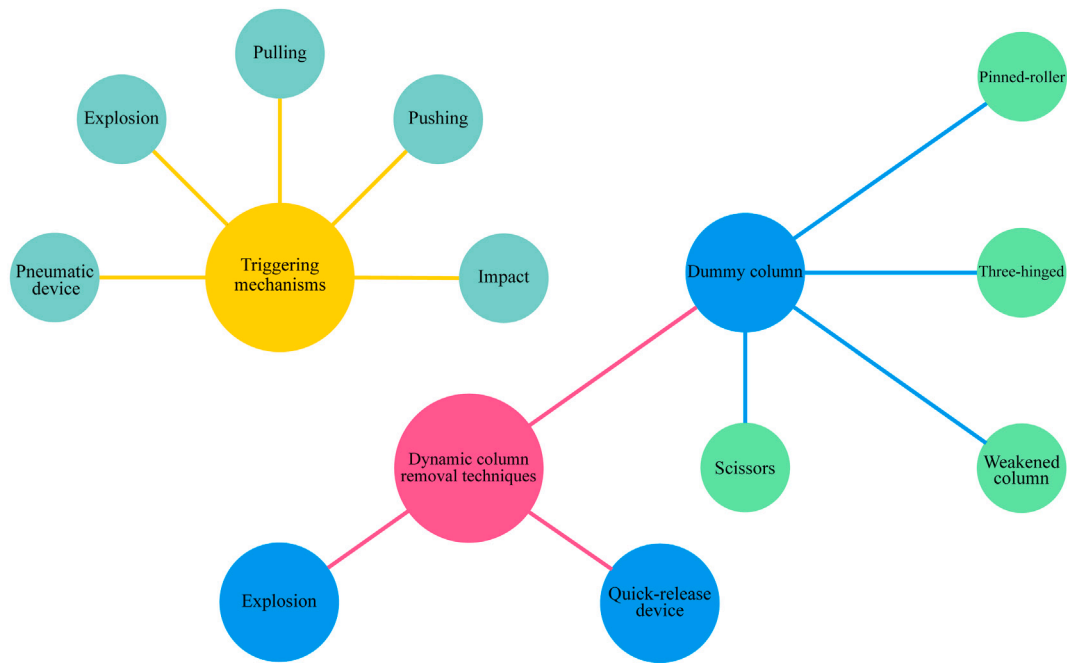 Pulling
Explosion
Pushing
Pneumatic
device
Triggering
mechanisms
Impact
Pinned-roller
Dummy column
Three-hinged
Dynamic column
removal techniques
Scissors
Weakened
column
Explosion
Quick-release
device